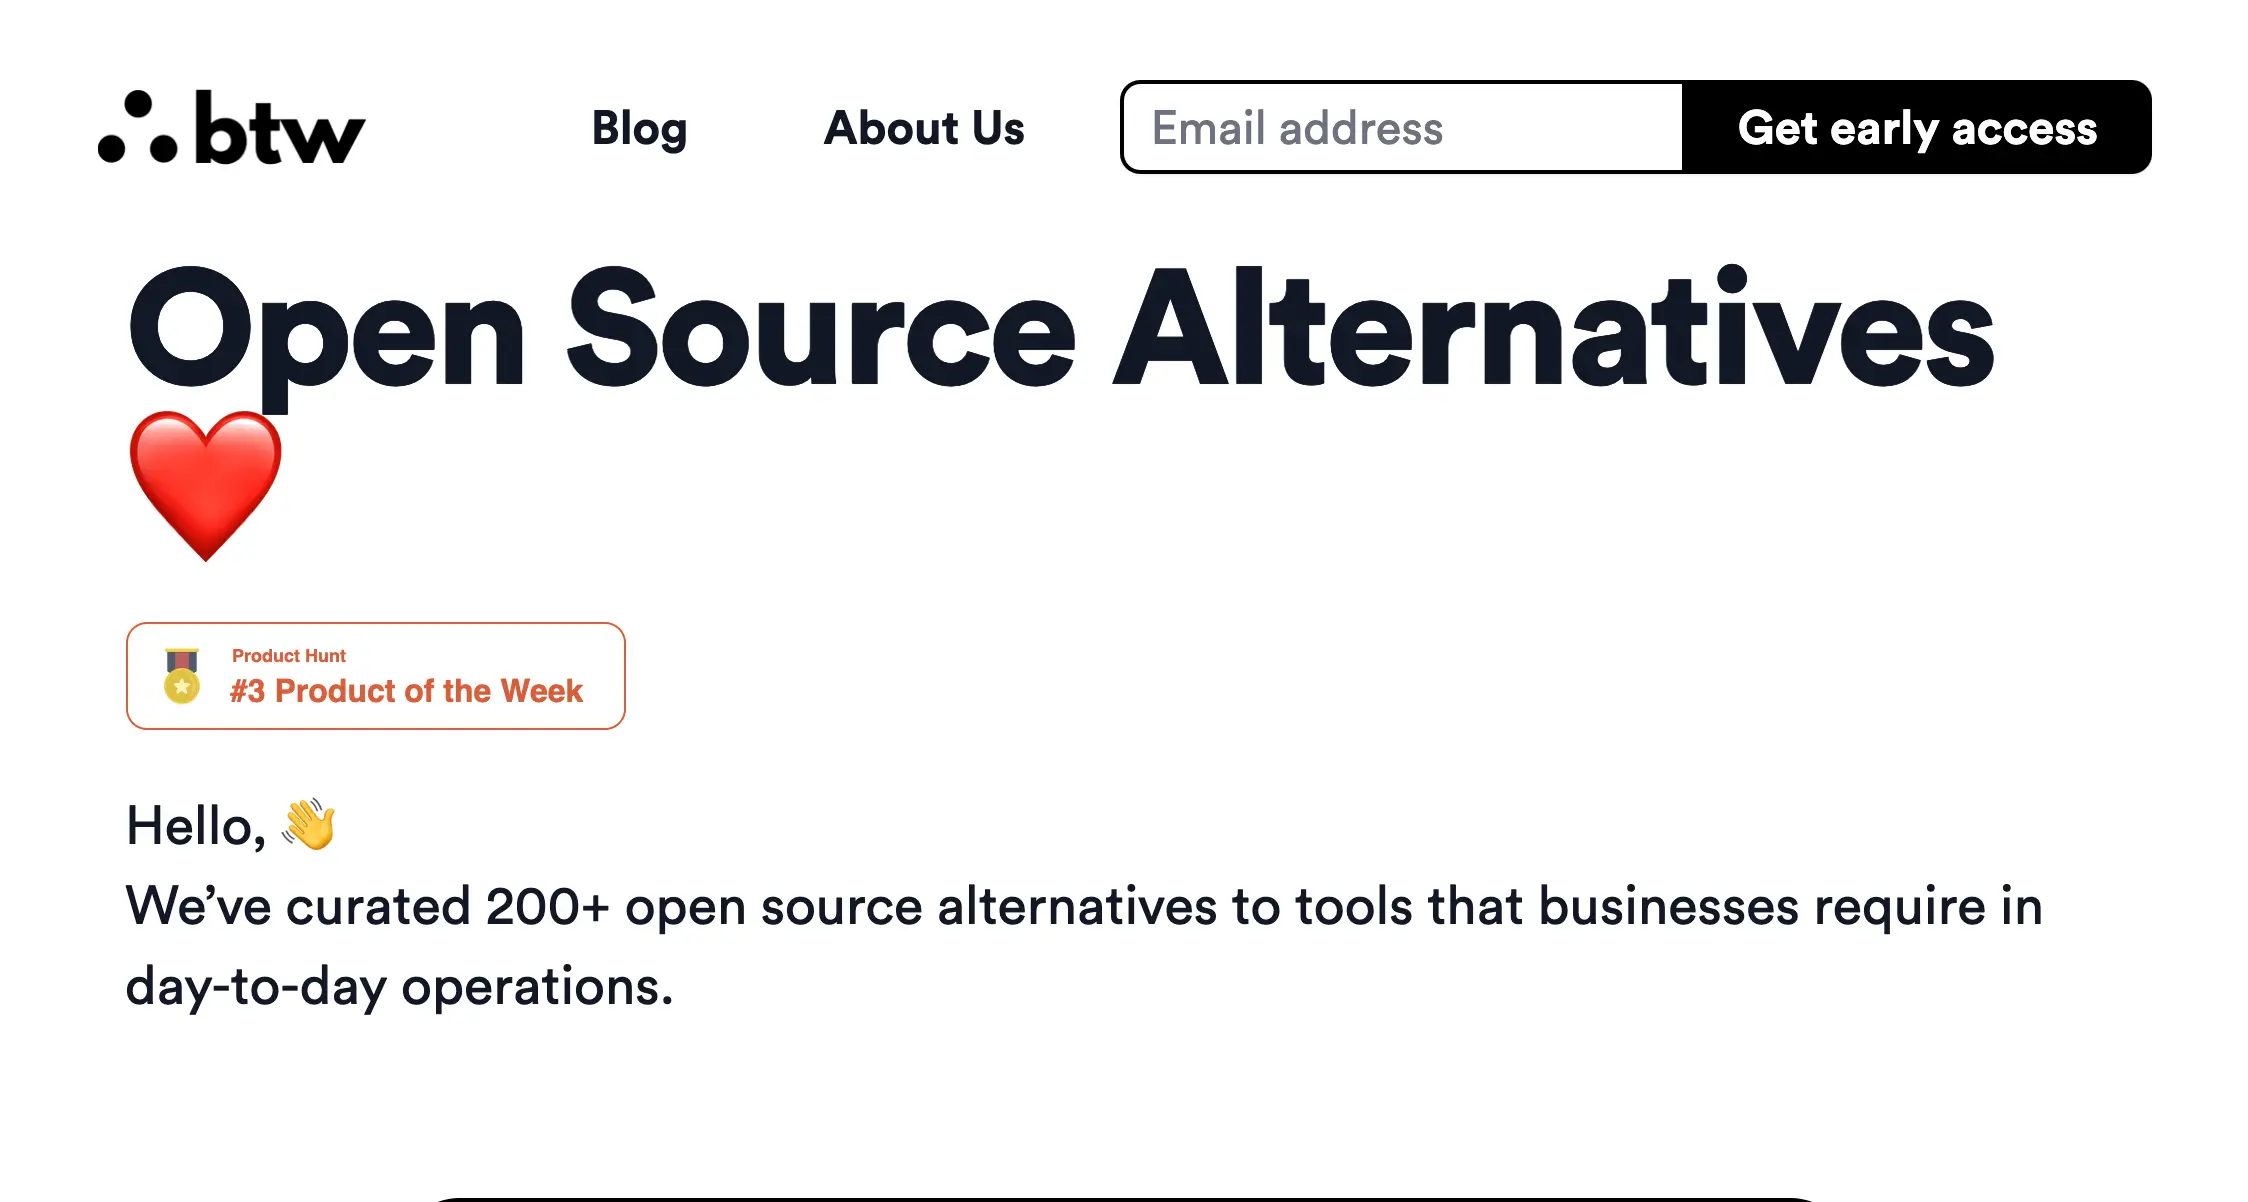 btw
Blog
About Us
Email address
Get early access
Open Source Alternatives
❤️
Product Hunt
#3 Product of the Week
Hello, 👋
We’ve curated 200+ open source alternatives to tools that businesses require in
day-to-day operations.